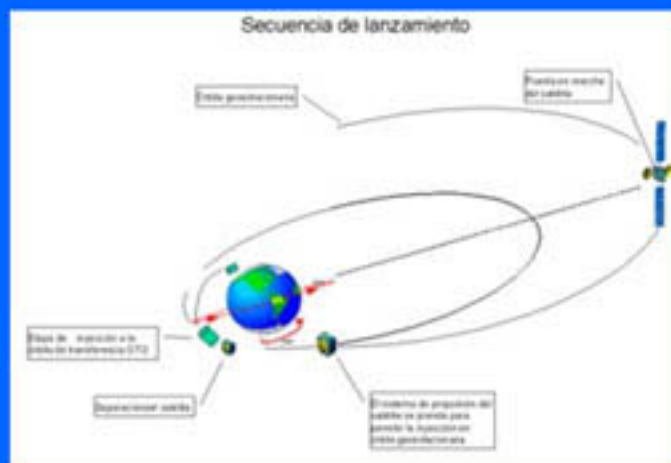 Secuencia de lanzamiento
Puesta en marcha
del satélite
Órbita geoestacionaria
Etapa de inyección a la
órbita de transferencia GTO
Separación satélite
El sistema de propulsión del
satélite se prende para
permitir la inyección en
órbita geoestacionaria